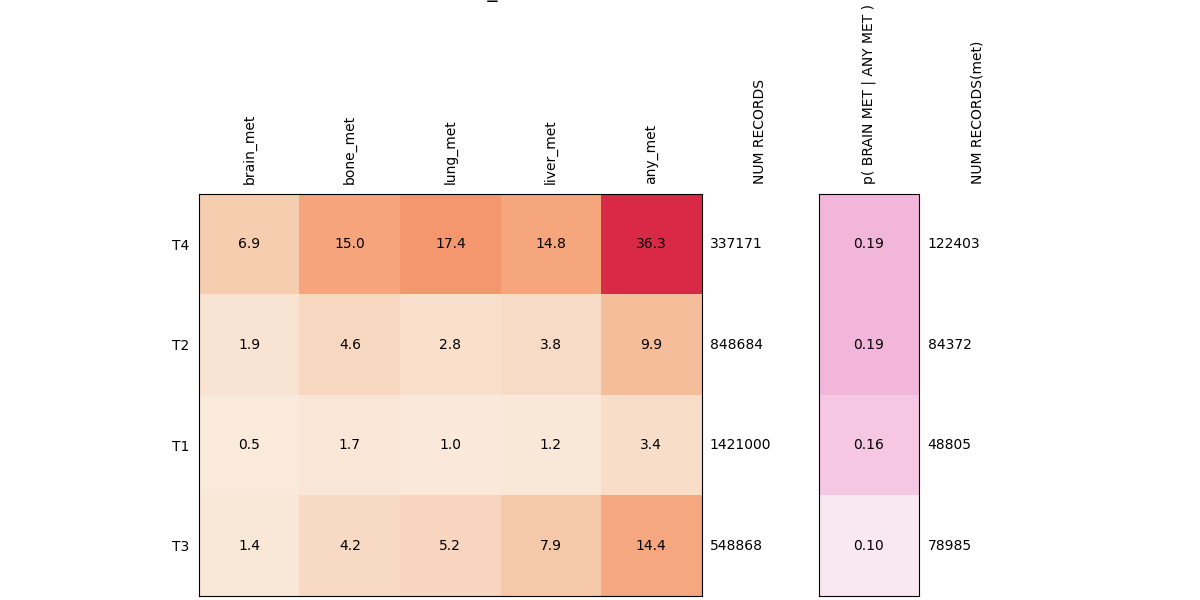 brain_met bone_met lung_met liver_met any_met NUM RECORDS p( BRAIN MET | ANY MET ) NUM RECORDS(met)
T4 6.9 15.0 17.4 14.8 36.3 337171 0.19 122403
T2 1.9 4.6 2.8 3.8 9.9 848684 0.19 84372
T1 0.5 1.7 1.0 1.2 3.4 1421000 0.16 48805
T3 1.4 4.2 5.2 7.9 14.4 548868 0.10 78985